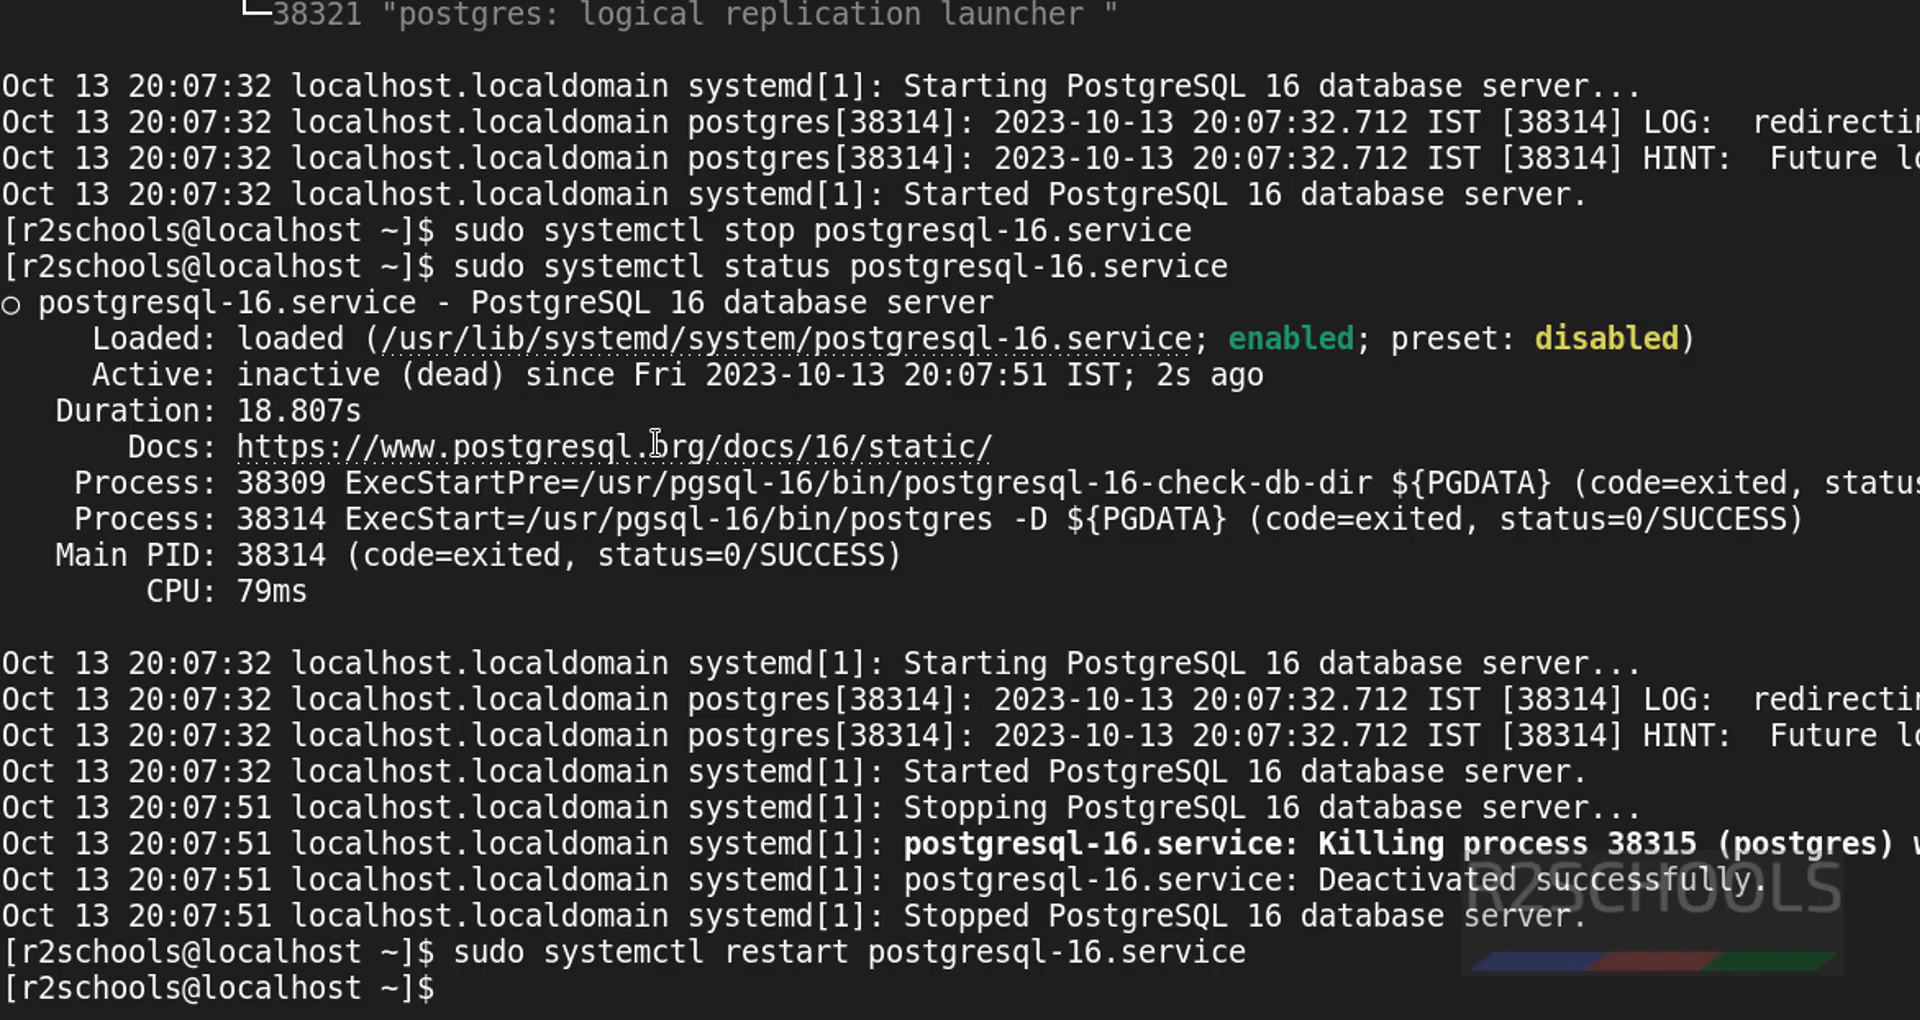 └─38321 "postgres: logical replication launcher "
Oct 13 20:07:32 localhost.localdomain systemd[1]: Starting PostgreSQL 16 database server...
Oct 13 20:07:32 localhost.localdomain postgres[38314]: 2023-10-13 20:07:32.712 IST [38314] LOG:  redirectin
Oct 13 20:07:32 localhost.localdomain postgres[38314]: 2023-10-13 20:07:32.712 IST [38314] HINT:  Future lo
Oct 13 20:07:32 localhost.localdomain systemd[1]: Started PostgreSQL 16 database server.
[r2schools@localhost ~]$ sudo systemctl stop postgresql-16.service
[r2schools@localhost ~]$ sudo systemctl status postgresql-16.service
○ postgresql-16.service - PostgreSQL 16 database server
Loaded: loaded (/usr/lib/systemd/system/postgresql-16.service; enabled; preset: disabled)
Active: inactive (dead) since Fri 2023-10-13 20:07:51 IST; 2s ago
Duration: 18.807s
Docs: https://www.postgresql.org/docs/16/static/
Process: 38309 ExecStartPre=/usr/pgsql-16/bin/postgresql-16-check-db-dir ${PGDATA} (code=exited, status
Process: 38314 ExecStart=/usr/pgsql-16/bin/postgres -D ${PGDATA} (code=exited, status=0/SUCCESS)
Main PID: 38314 (code=exited, status=0/SUCCESS)
CPU: 79ms
Oct 13 20:07:32 localhost.localdomain systemd[1]: Starting PostgreSQL 16 database server...
Oct 13 20:07:32 localhost.localdomain postgres[38314]: 2023-10-13 20:07:32.712 IST [38314] LOG:  redirectin
Oct 13 20:07:32 localhost.localdomain postgres[38314]: 2023-10-13 20:07:32.712 IST [38314] HINT:  Future lo
Oct 13 20:07:32 localhost.localdomain systemd[1]: Started PostgreSQL 16 database server.
Oct 13 20:07:51 localhost.localdomain systemd[1]: Stopping PostgreSQL 16 database server...
Oct 13 20:07:51 localhost.localdomain systemd[1]: postgresql-16.service: Killing process 38315 (postgres) w
Oct 13 20:07:51 localhost.localdomain systemd[1]: postgresql-16.service: Deactivated successfully.
Oct 13 20:07:51 localhost.localdomain systemd[1]: Stopped PostgreSQL 16 database server.
[r2schools@localhost ~]$ sudo systemctl restart postgresql-16.service
[r2schools@localhost ~]$
R2SCHOOLS